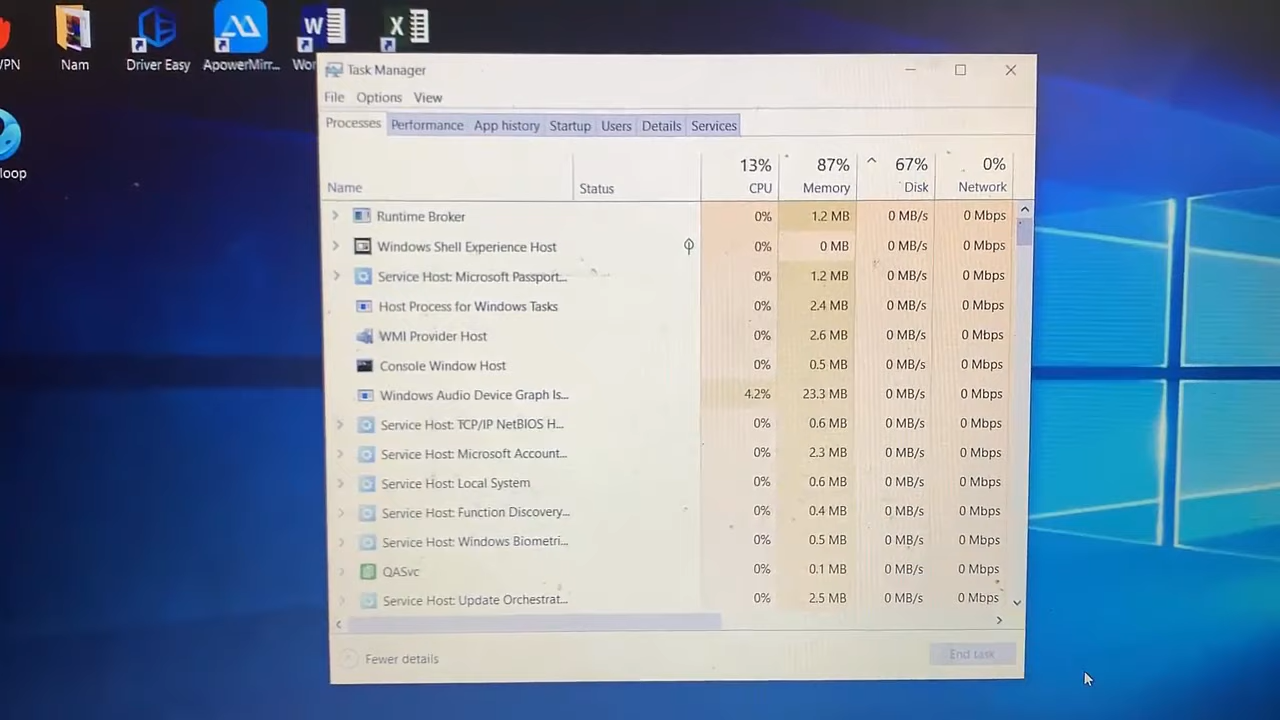 VPN
Nam
Driver Easy
ApowerMirr...
Wor
loop
Task Manager
File Options View
Processes Performance App history Startup Users Details Services
13% 87% 67% 0%
Name Status CPU Memory Disk Network
Runtime Broker 0% 1.2 MB 0 MB/s 0 Mbps
Windows Shell Experience Host 0% 0 MB 0 MB/s 0 Mbps
Service Host: Microsoft Passport... 0% 1.2 MB 0 MB/s 0 Mbps
Host Process for Windows Tasks 0% 2.4 MB 0 MB/s 0 Mbps
WMI Provider Host 0% 2.6 MB 0 MB/s 0 Mbps
Console Window Host 0% 0.5 MB 0 MB/s 0 Mbps
Windows Audio Device Graph Is... 4.2% 23.3 MB 0 MB/s 0 Mbps
Service Host: TCP/IP NetBIOS H... 0% 0.6 MB 0 MB/s 0 Mbps
Service Host: Microsoft Account... 0% 2.3 MB 0 MB/s 0 Mbps
Service Host: Local System 0% 0.6 MB 0 MB/s 0 Mbps
Service Host: Function Discovery... 0% 0.4 MB 0 MB/s 0 Mbps
Service Host: Windows Biometri... 0% 0.5 MB 0 MB/s 0 Mbps
QASvc 0% 0.1 MB 0 MB/s 0 Mbps
Service Host: Update Orchestrat... 0% 2.5 MB 0 MB/s 0 Mbps
Fewer details End task